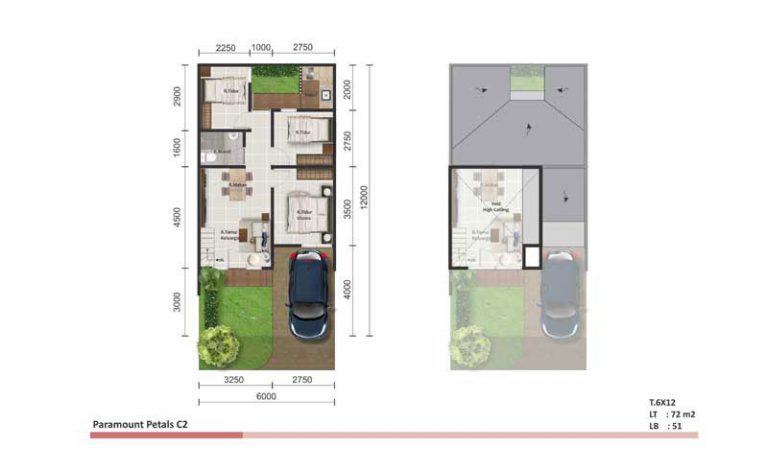 2250 1000 2750
2900
1600
4500
3000
2000
2750
3500
4000
12000
R.Tidur
R.Tidur
K.Mandi
R.Makan
R.Tidur
Utama
R.Tamu/
Keluarga
3250 2750
6000
R.Makan
Void
High Ceiling
R.Tamu/
Keluarga
T.6X12
LT : 72 m2
LB : 51
Paramount Petals C2